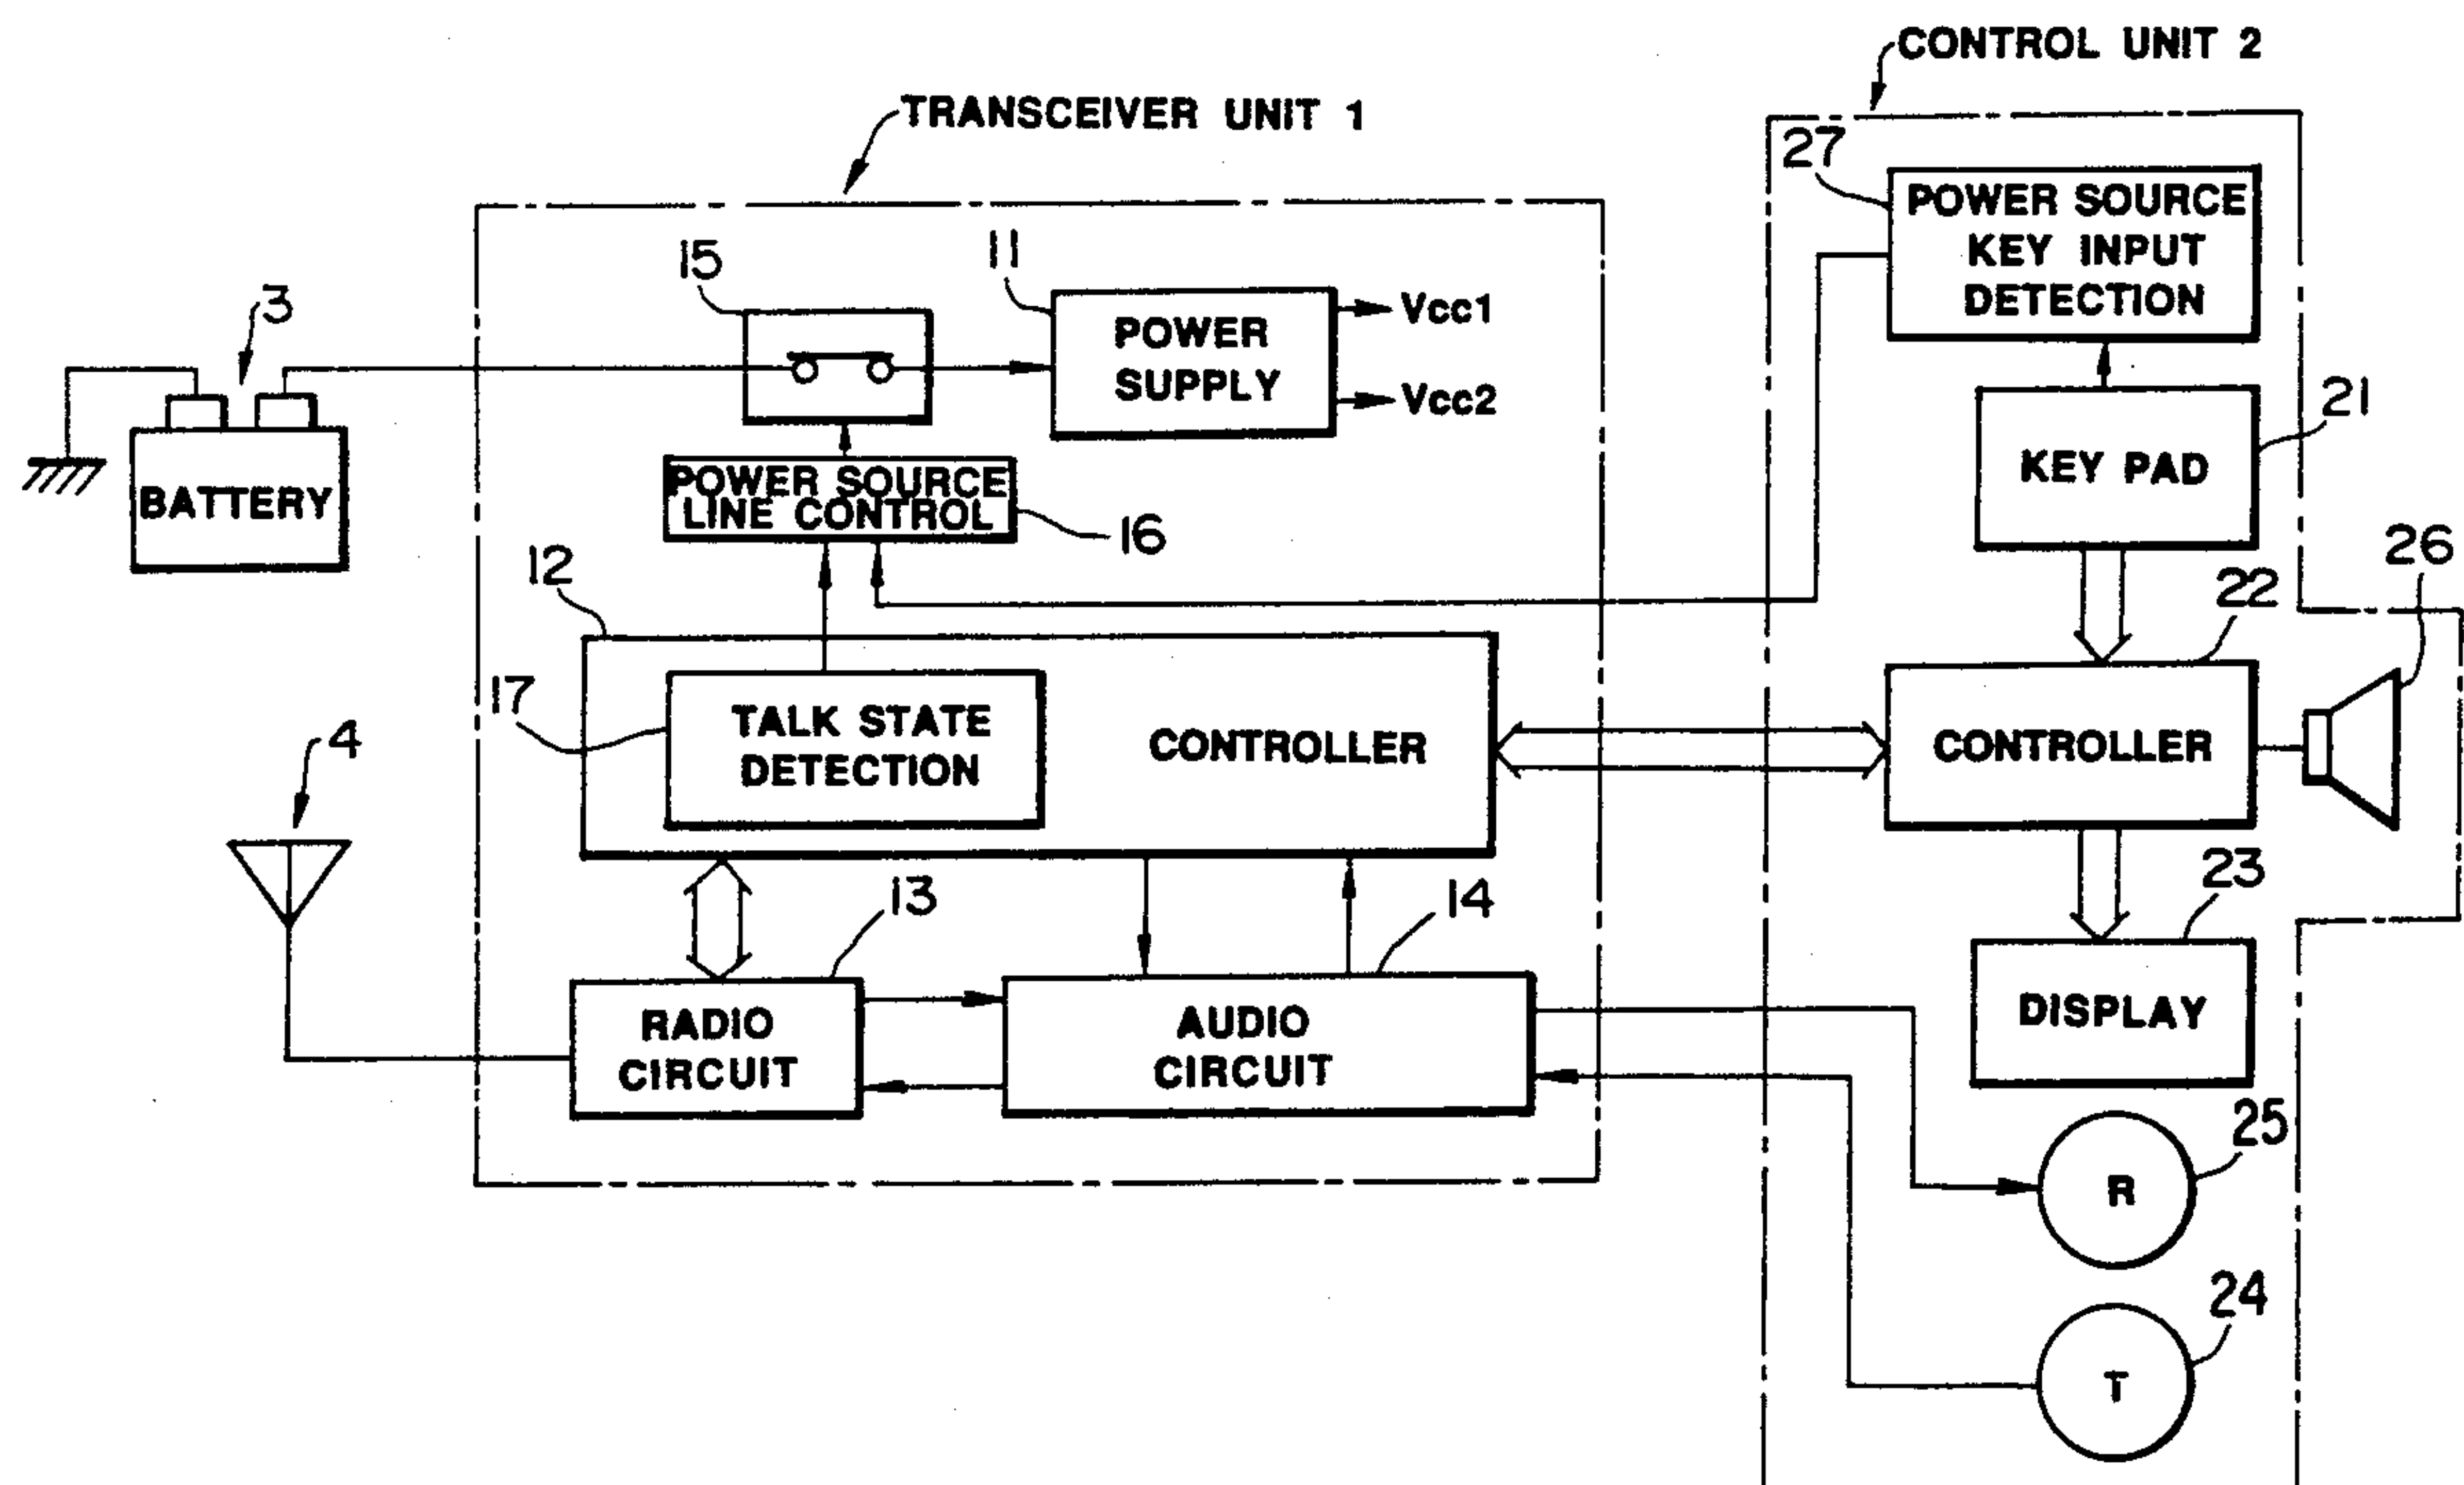 CONTROL UNIT 2
TRANSCEIVER UNIT 1
27
POWER SOURCE
KEY INPUT
DETECTION
15
11
3
POWER
SUPPLY
Vcc1
Vcc2
21
KEY PAD
BATTERY
POWER SOURCE
LINE CONTROL
16
12
26
22
17
TALK STATE
DETECTION
CONTROLLER
CONTROLLER
4
13
14
23
RADIO
CIRCUIT
AUDIO
CIRCUIT
DISPLAY
25
R
24
T